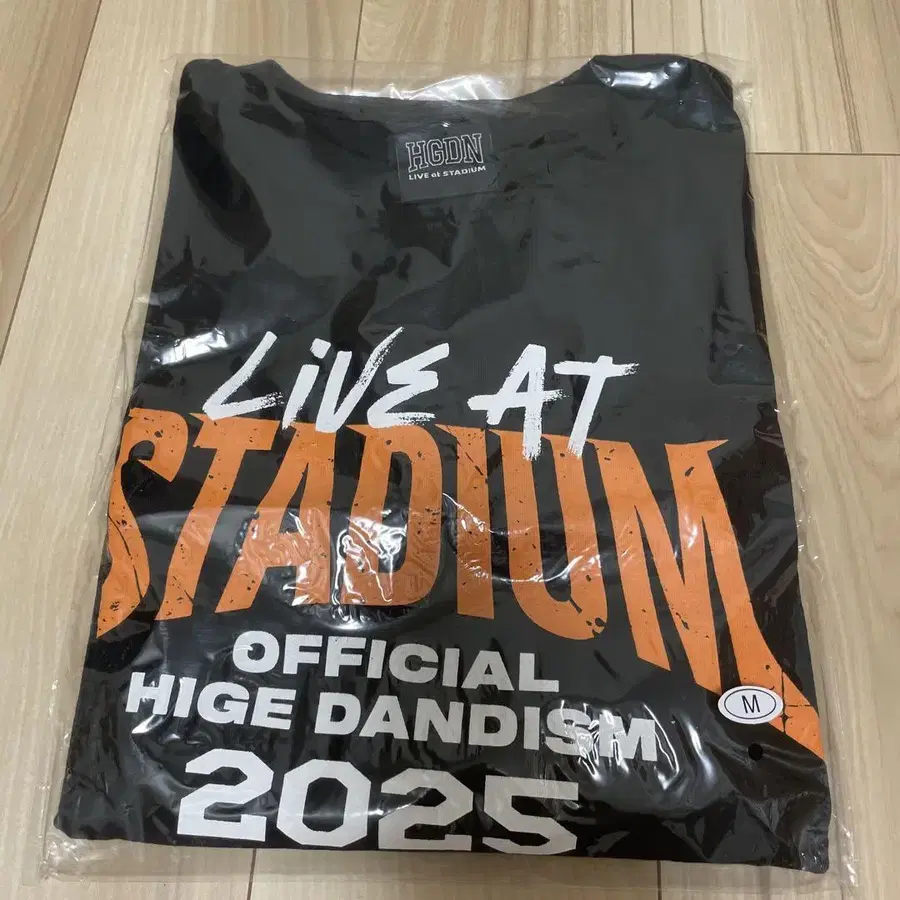 HGDN
LIVE at STADIUM
LiVE AT
STADIUM
OFFICIAL
HIGE DANDISM
M
2025